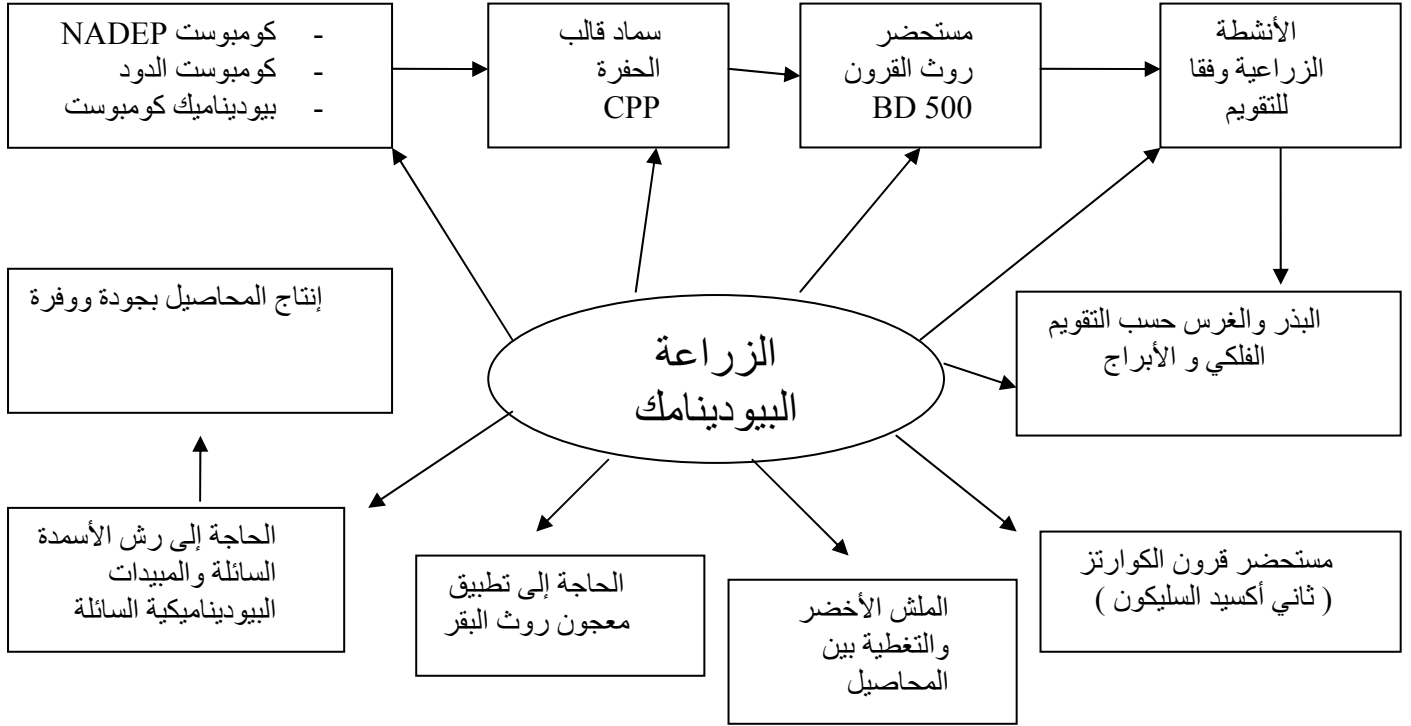 - كومبوست NADEP
- كومبوست الدود
- بيوديناميك كومبوست
سماد قالب
الحفرة
CPP
مستحضر
روث القرون
BD 500
الأنشطة
الزراعية وفقا
للتقويم
إنتاج المحاصيل بجودة ووفرة
الزراعة
البيودينامك
البذر والغرس حسب التقويم
الفلكي و الأبراج
الحاجة إلى رش الأسمدة
السائلة والمبيدات
البيوديناميكية السائلة
الحاجة إلى تطبيق
معجون روث البقر
الملش الأخضر
والتغطية بين
المحاصيل
مستحضر قرون الكوارتز
( ثاني أكسيد السليكون )